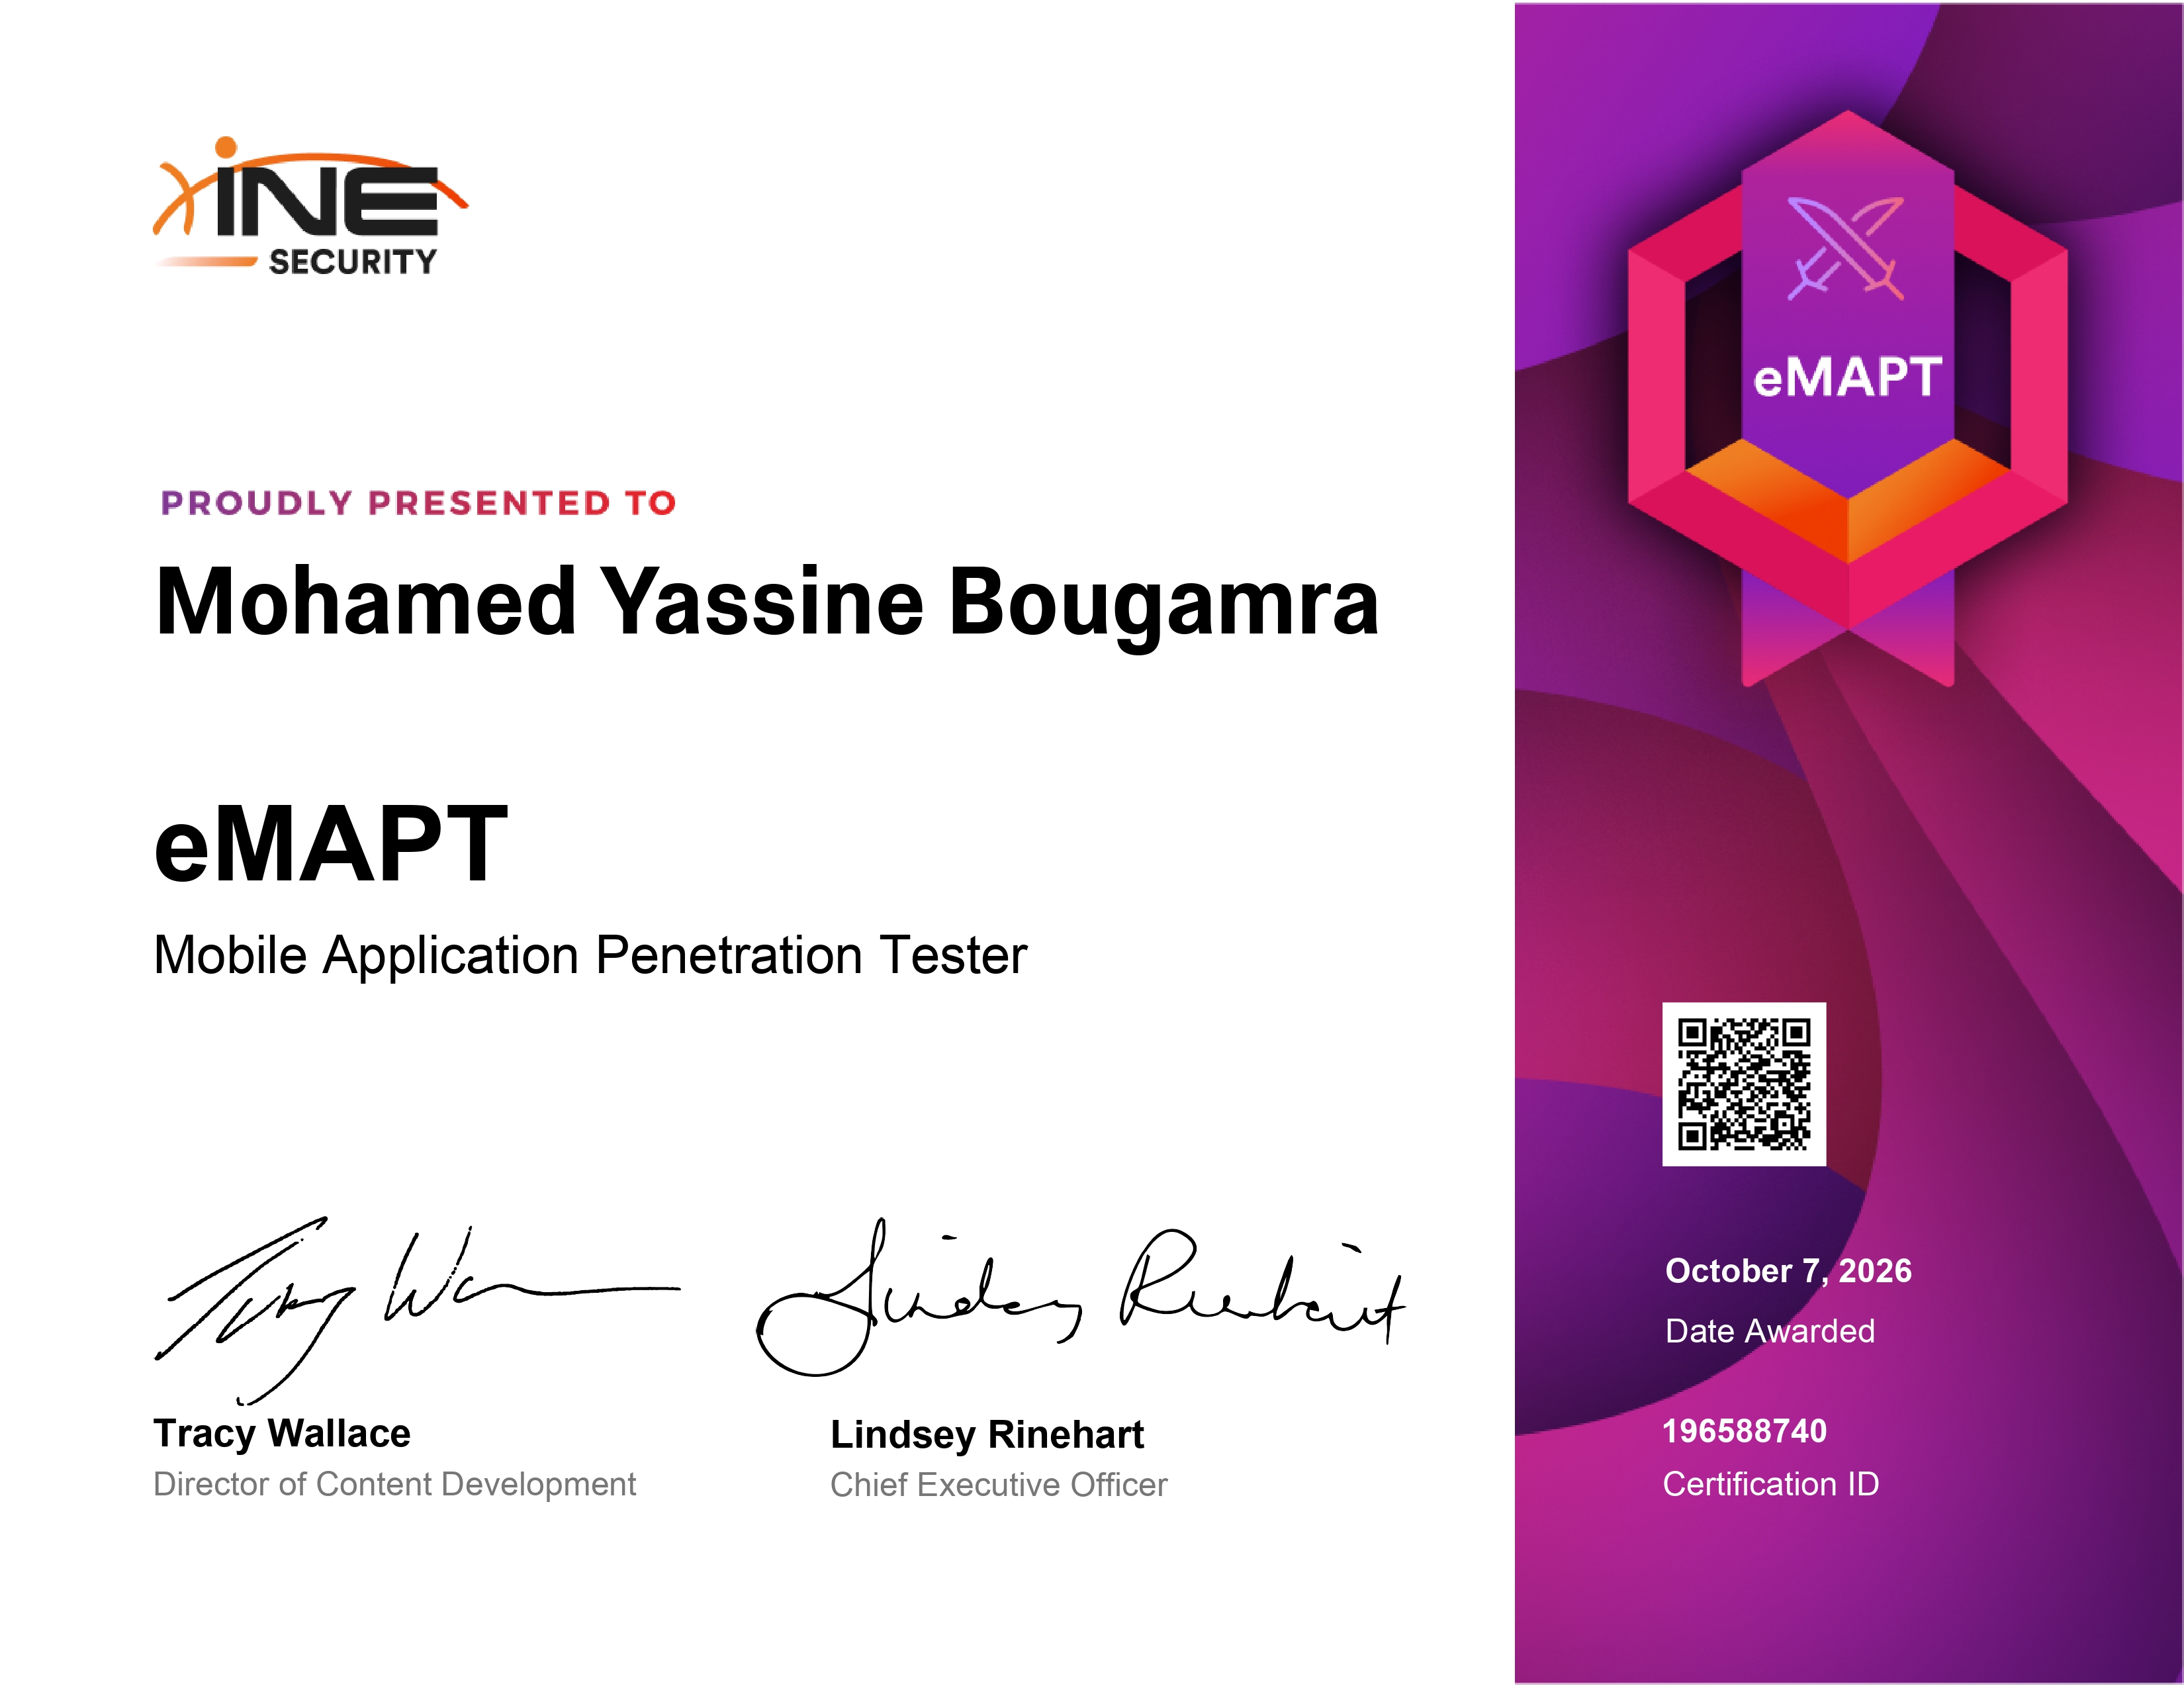 iNE
SECURITY
PROUDLY PRESENTED TO
Mohamed Yassine Bougamra
eMAPT
Mobile Application Penetration Tester
Tracy Wallace
Director of Content Development
Lindsey Rinehart
Chief Executive Officer
eMAPT
October 7, 2026
Date Awarded
196588740
Certification ID